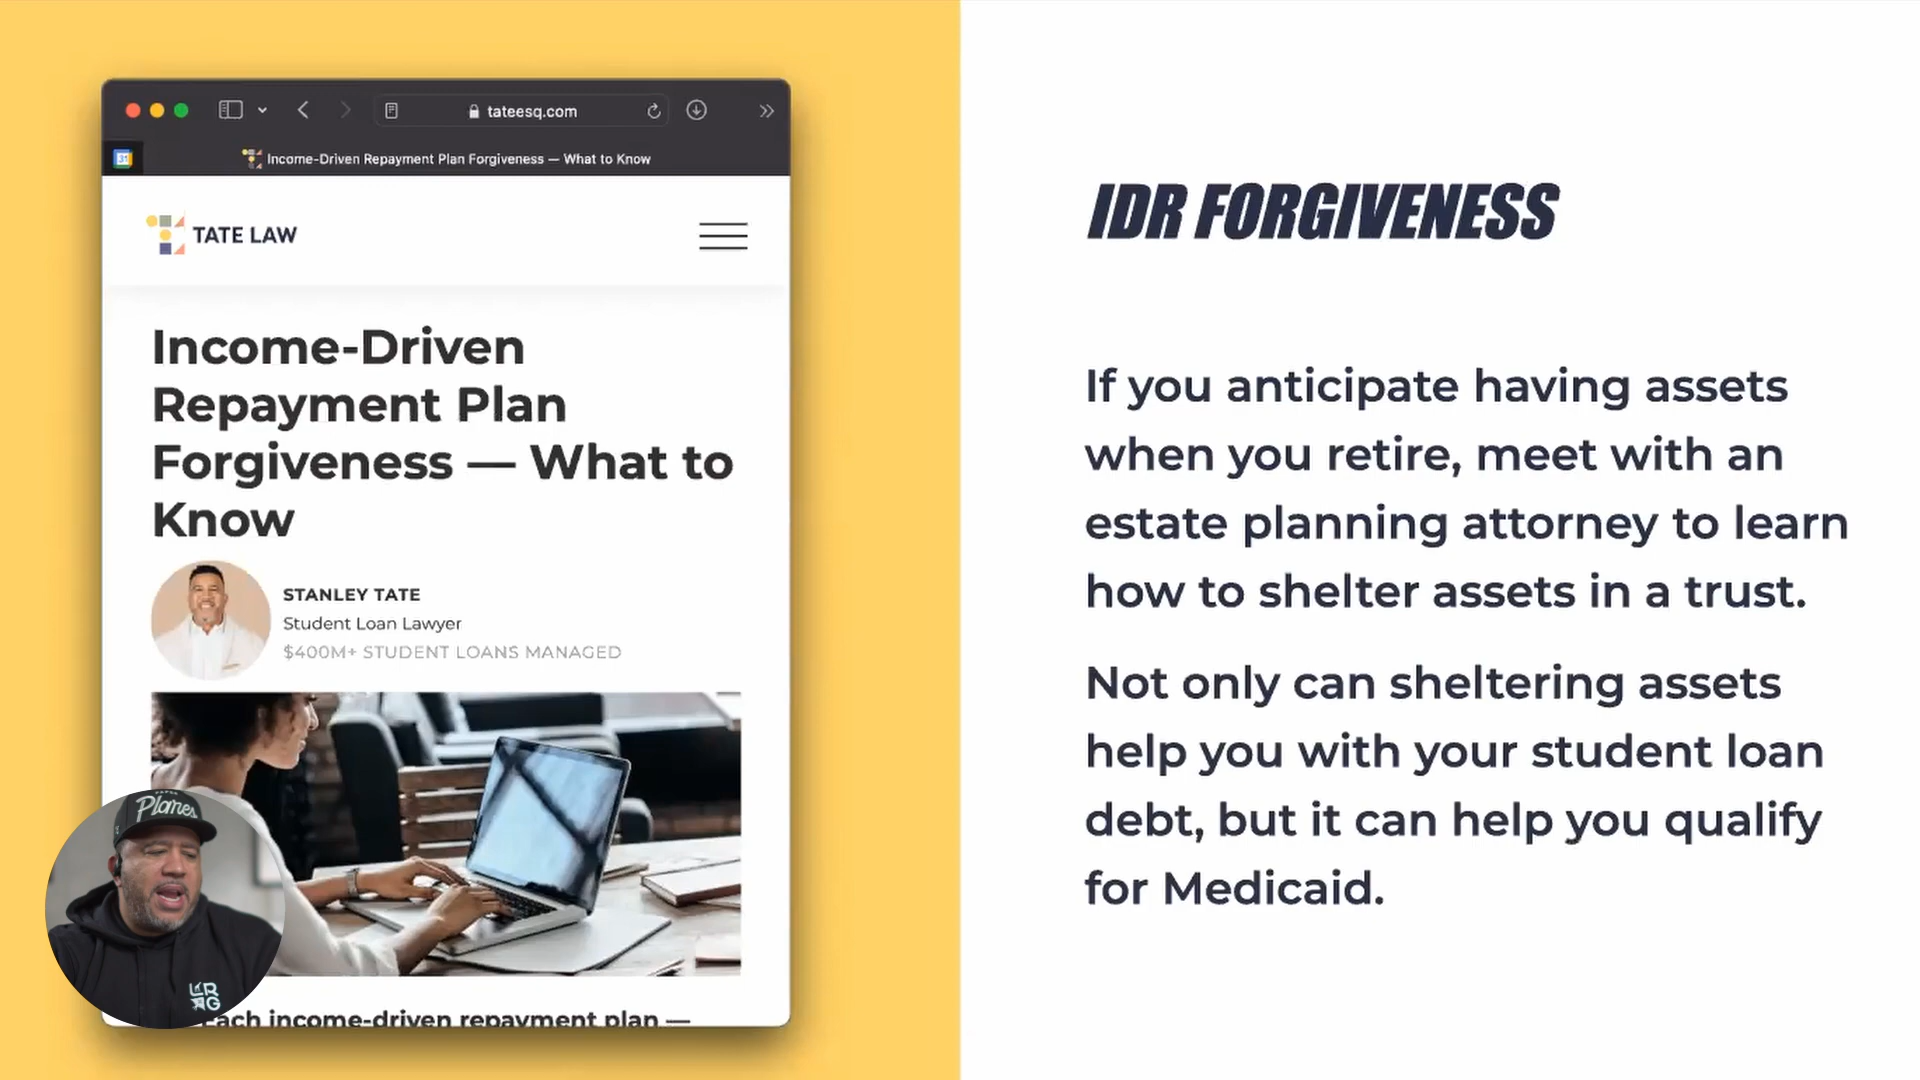 tateesq.com
31
Income-Driven Repayment Plan Forgiveness — What to Know
TATE LAW
Income-Driven
Repayment Plan
Forgiveness — What to
Know
STANLEY TATE
Student Loan Lawyer
$400M+ STUDENT LOANS MANAGED
Planes
Each income-driven repayment plan —
IDR FORGIVENESS
If you anticipate having assets
when you retire, meet with an
estate planning attorney to learn
how to shelter assets in a trust.
Not only can sheltering assets
help you with your student loan
debt, but it can help you qualify
for Medicaid.